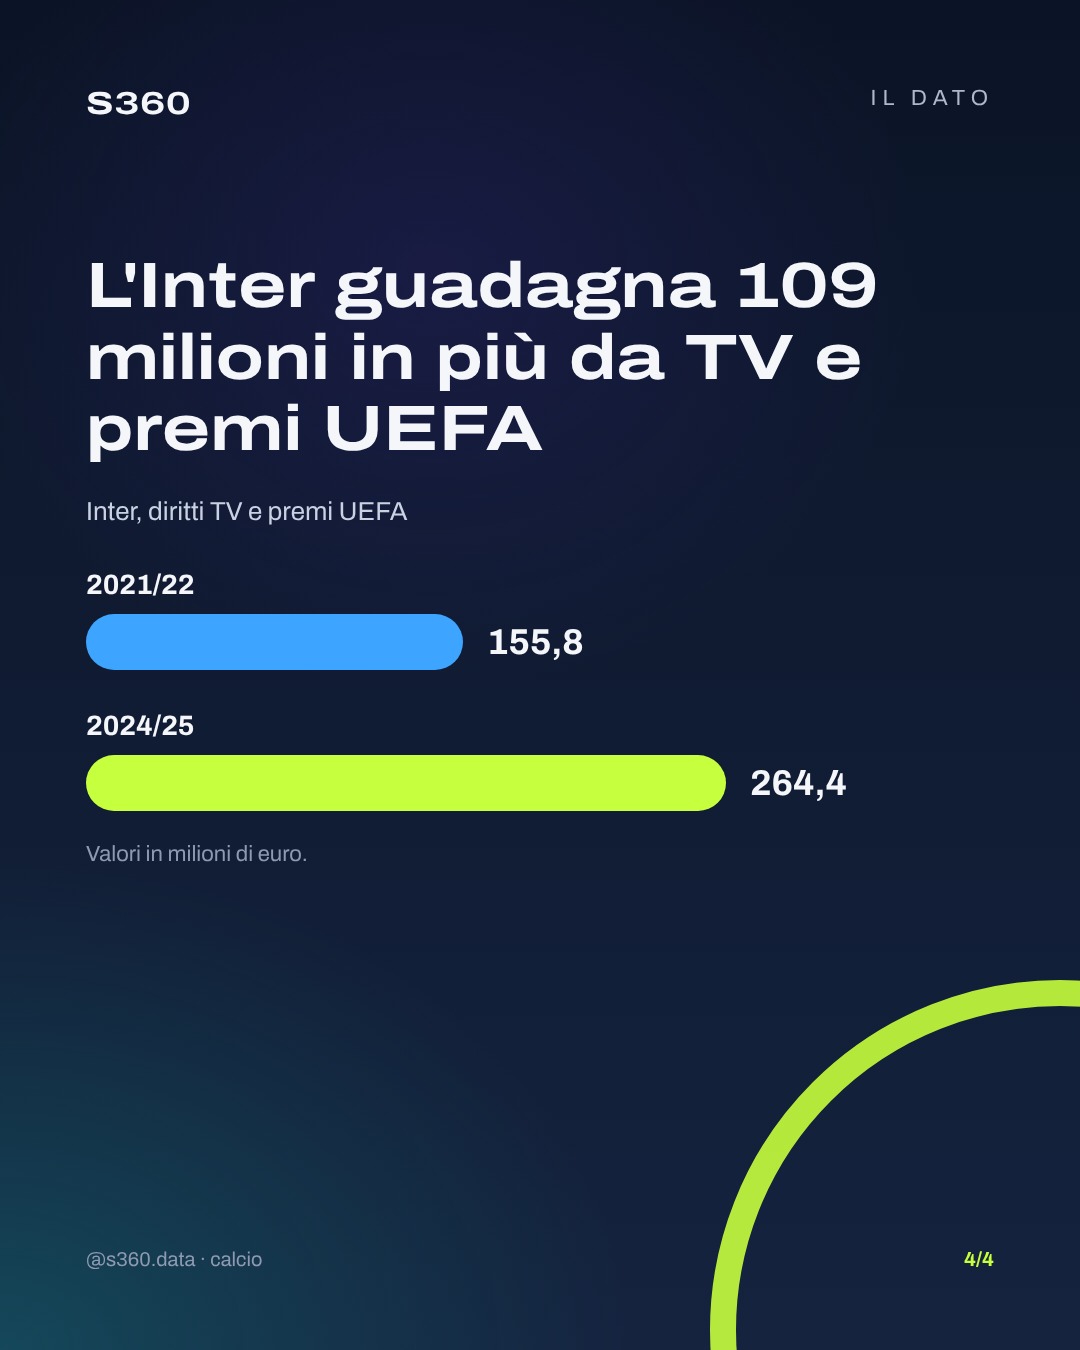 S360
IL DATO
L'Inter guadagna 109
milioni in più da TV e
premi UEFA
Inter, diritti TV e premi UEFA
2021/22
155,8
2024/25
264,4
Valori in milioni di euro.
@s360.data · calcio
4/4